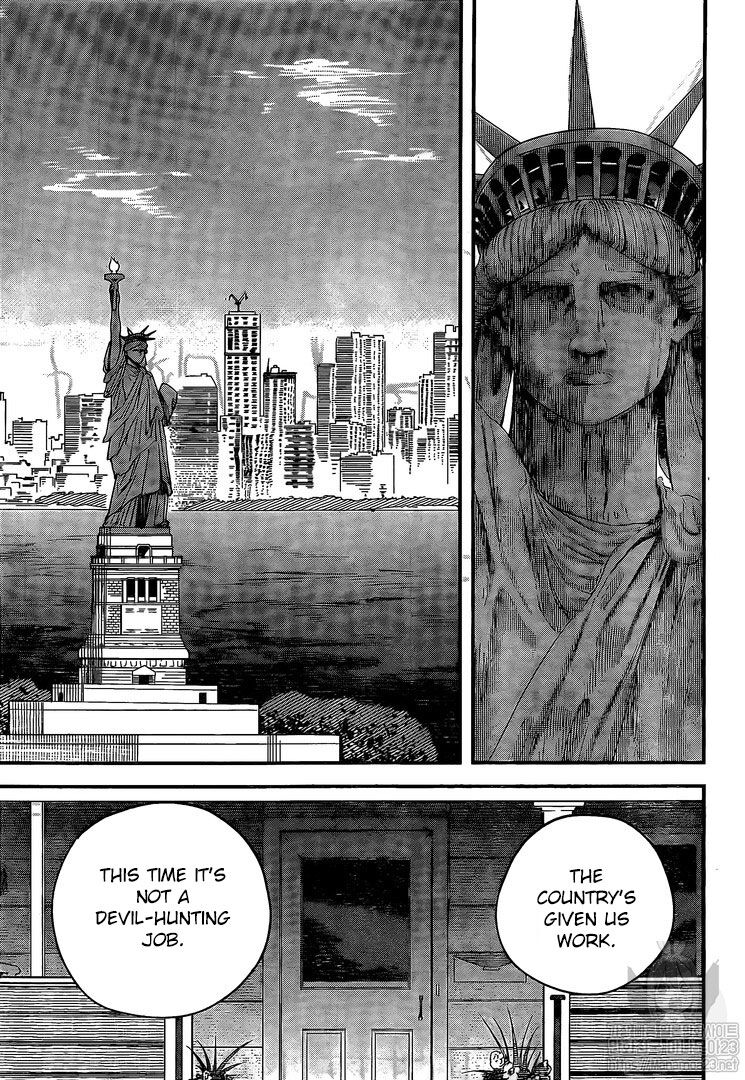 THE
COUNTRY'S
GIVEN US
WORK.
THIS TIME IT'S
NOT A
DEVIL-HUNTING
JOB.